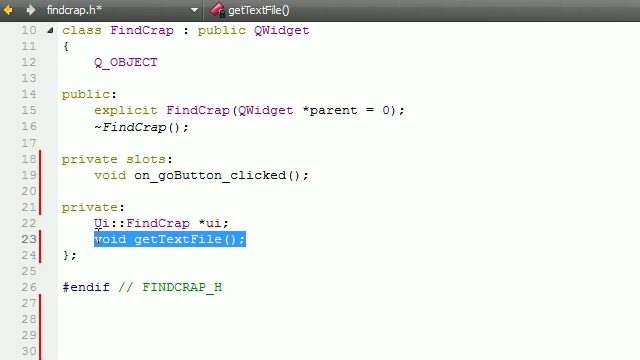 findcrap.h* getTextFile()
10 class FindCrap : public QWidget
11 {
12 Q_OBJECT
13
14 public:
15 explicit FindCrap(QWidget *parent = 0);
16 ~FindCrap();
17
18 private slots:
19 void on_goButton_clicked();
20
21 private:
22 Ui::FindCrap *ui;
23 void getTextFile();
24 };
25
26 #endif // FINDCRAP_H
27
28
29
30